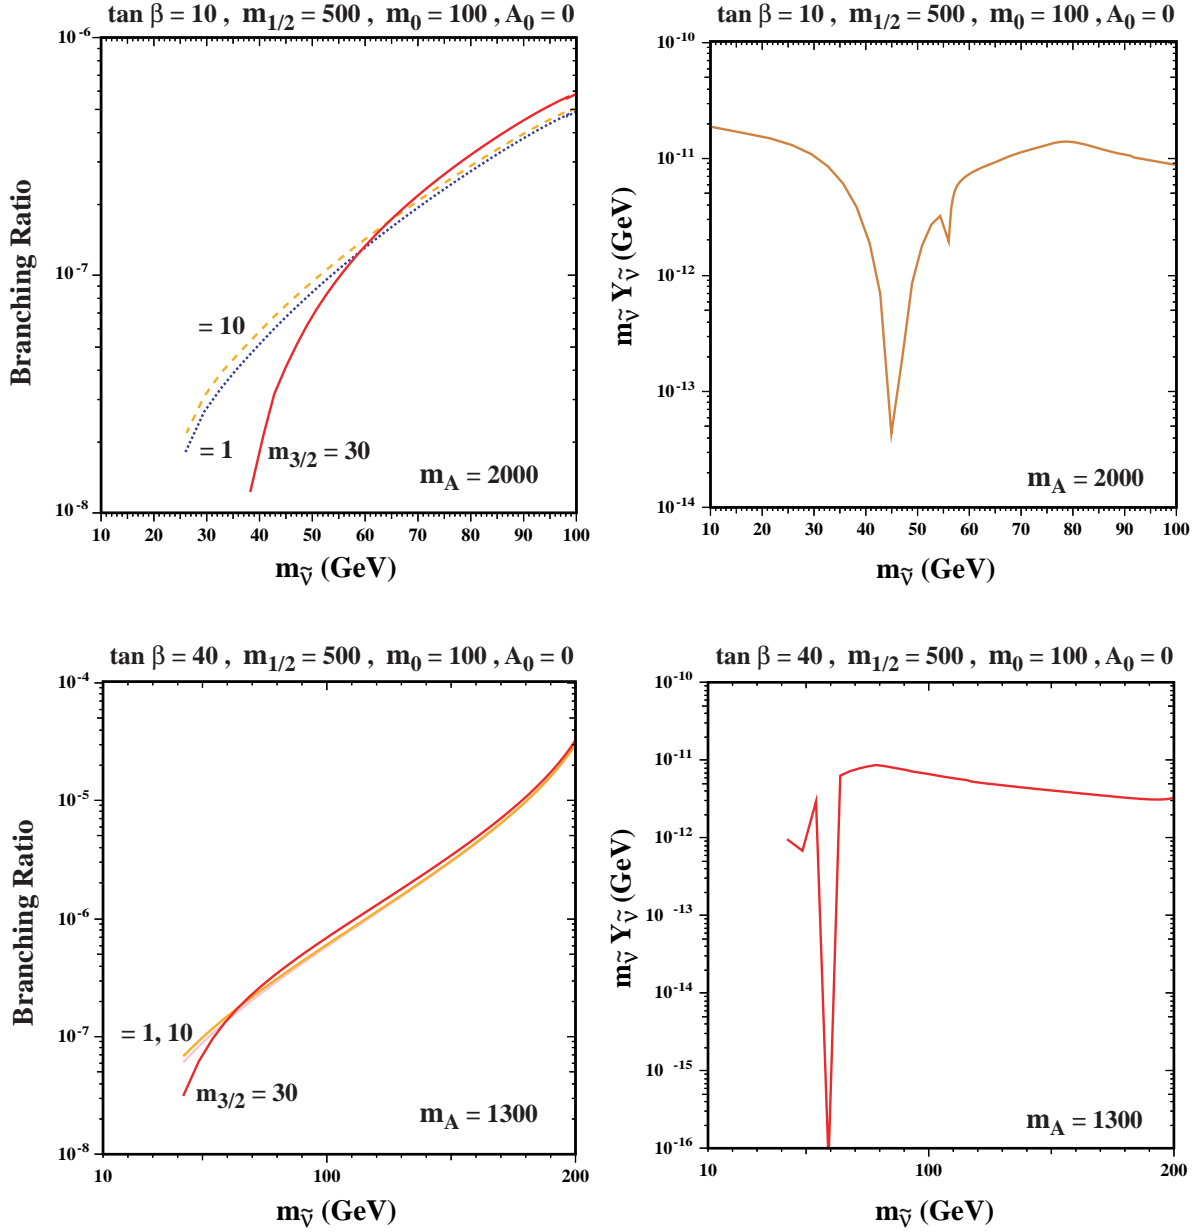 tan β = 10 , m1/2 = 500 , m0 = 100 , A0 = 0
10-6
10-7
10-8
Branching Ratio
= 10
= 1
m3/2 = 30
mA = 2000
10 20 30 40 50 60 70 80 90 100
mν̃ (GeV)
tan β = 10 , m1/2 = 500 , m0 = 100 , A0 = 0
10-10
10-11
10-12
10-13
10-14
mν̃ Yν̃ (GeV)
mA = 2000
10 20 30 40 50 60 70 80 90 100
mν̃ (GeV)
tan β = 40 , m1/2 = 500 , m0 = 100 , A0 = 0
10-4
10-5
10-6
10-7
10-8
Branching Ratio
= 1, 10
m3/2 = 30
mA = 1300
10 100 200
mν̃ (GeV)
tan β = 40 , m1/2 = 500 , m0 = 100 , A0 = 0
10-10
10-11
10-12
10-13
10-14
10-15
10-16
mν̃ Yν̃ (GeV)
mA = 1300
10 100 200
mν̃ (GeV)